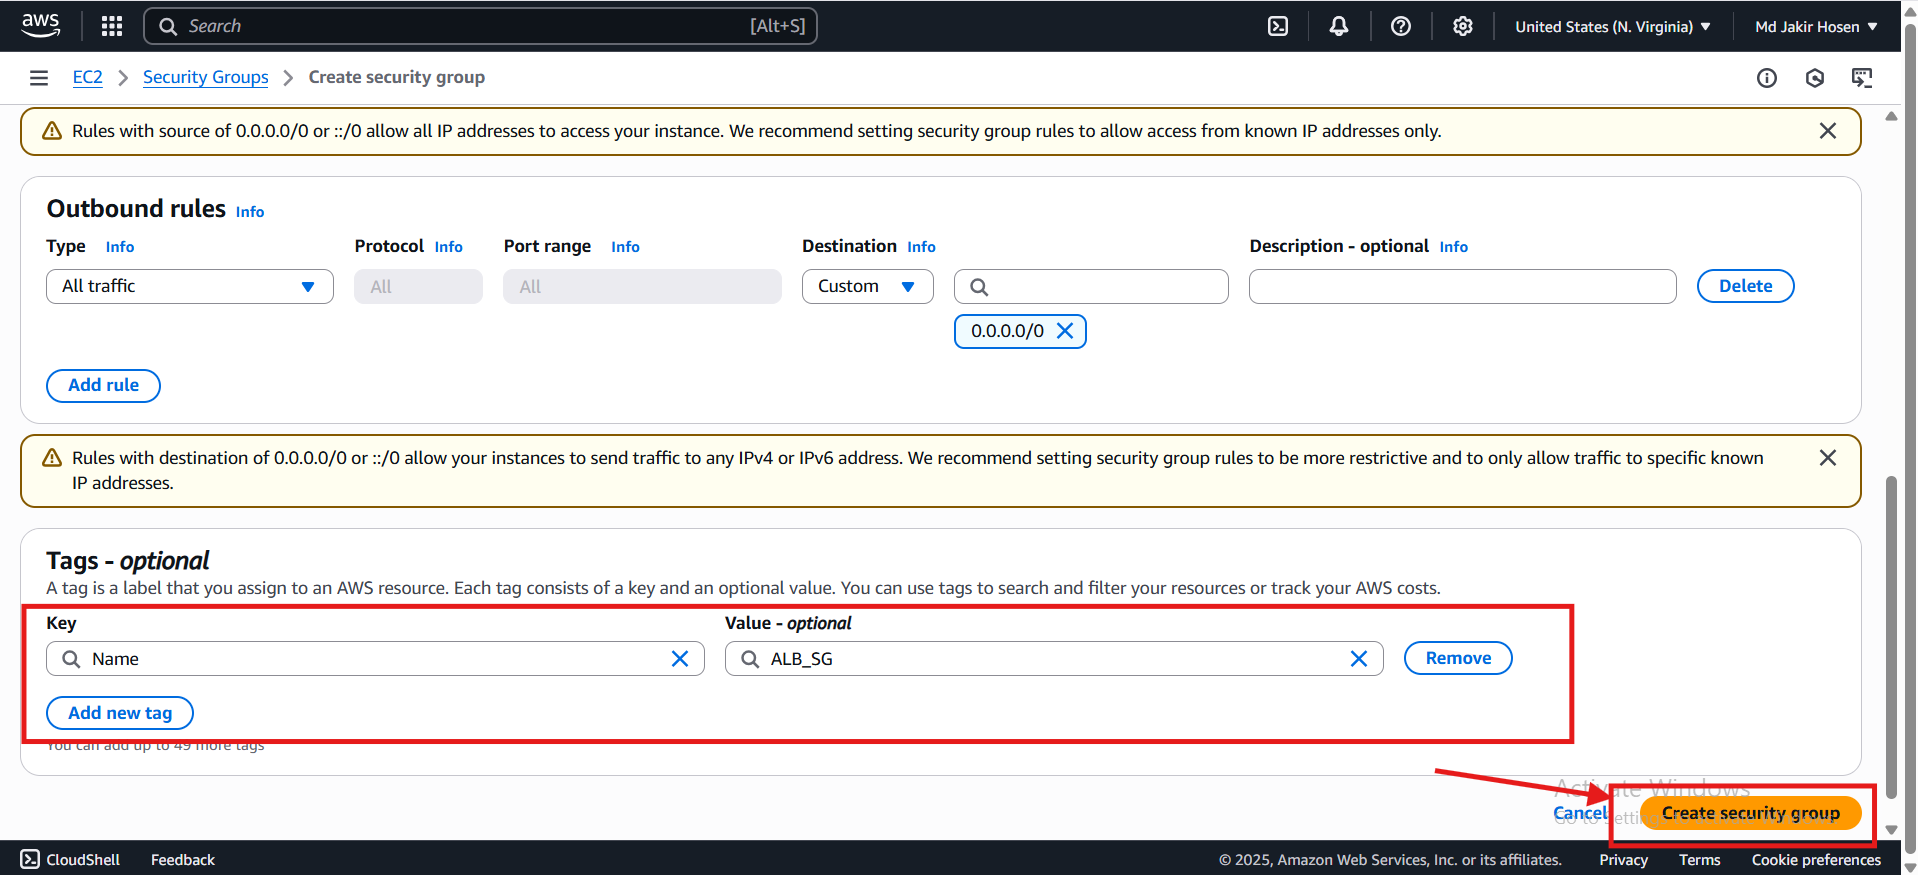 aws
Search [Alt+S]
United States (N. Virginia) Md Jakir Hosen
EC2 Security Groups Create security group
Rules with source of 0.0.0.0/0 or ::/0 allow all IP addresses to access your instance. We recommend setting security group rules to allow access from known IP addresses only.
Outbound rules Info
Type Info Protocol Info Port range Info Destination Info Description - optional Info
All traffic All All Custom Delete
0.0.0.0/0
Add rule
Rules with destination of 0.0.0.0/0 or ::/0 allow your instances to send traffic to any IPv4 or IPv6 address. We recommend setting security group rules to be more restrictive and to only allow traffic to specific known
IP addresses.
Tags - optional
A tag is a label that you assign to an AWS resource. Each tag consists of a key and an optional value. You can use tags to search and filter your resources or track your AWS costs.
Key Value - optional
Name ALB_SG Remove
Add new tag
You can add up to 49 more tags
Activate Windows
Cancel Create security group
Go to Setti
CloudShell Feedback © 2025, Amazon Web Services, Inc. or its affiliates. Privacy Terms Cookie preferences